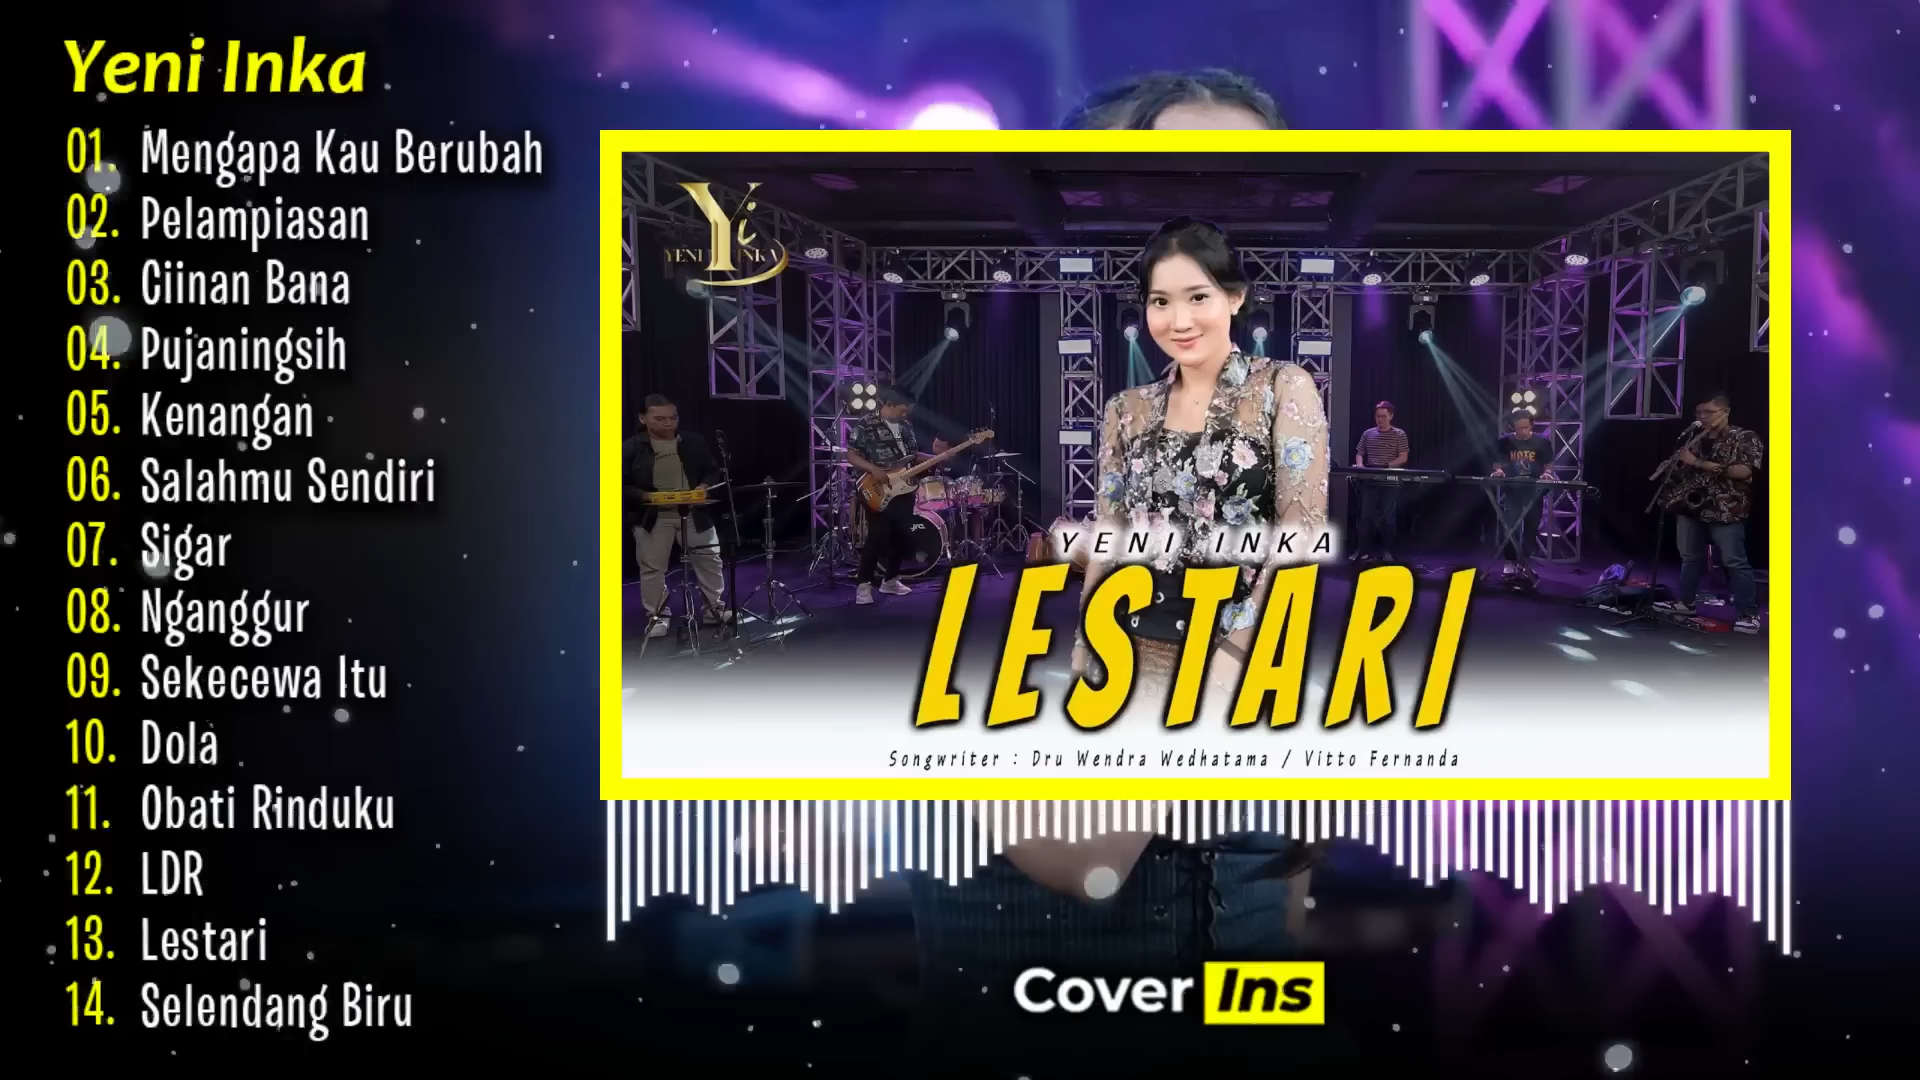 Yeni Inka
01. Mengapa Kau Berubah
02. Pelampiasan
03. Ciinan Bana
04. Pujaningsih
05. Kenangan
06. Salahmu Sendiri
07. Sigar
08. Nganggur
09. Sekecewa Itu
10. Dola
11. Obati Rinduku
12. LDR
13. Lestari
14. Selendang Biru
Yi
YENI INKA
YENI INKA
LESTARI
Songwriter : Dru Wendra Wedhatama / Vitto Fernanda
Cover Ins